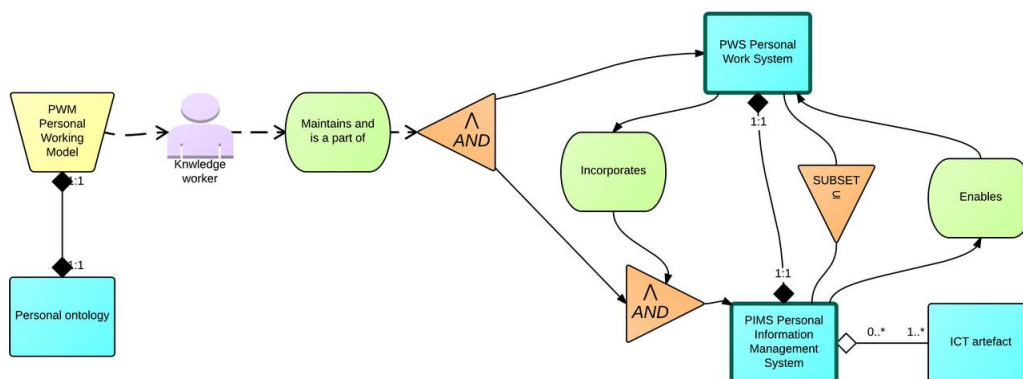 PWM
Personal
Working
Model
1:1
1:1
Personal ontology
Knwledge
worker
Maintains and
is a part of
⋀
AND
PWS Personal
Work System
1:1
Incorporates
SUBSET
⊆
Enables
⋀
AND
1:1
PIMS Personal
Information
Management
System
0..*
1..*
ICT artefact